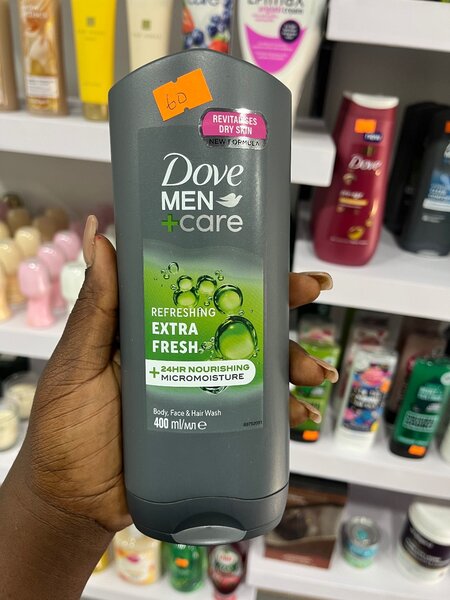 60
REVITALISES
DRY SKIN
NEW FORMULA
Dove
MEN
+care
REFRESHING
EXTRA
FRESH
+ 24HR NOURISHING
MICROMOISTURE
Body, Face & Hair Wash
400 ml/мл e
Dove